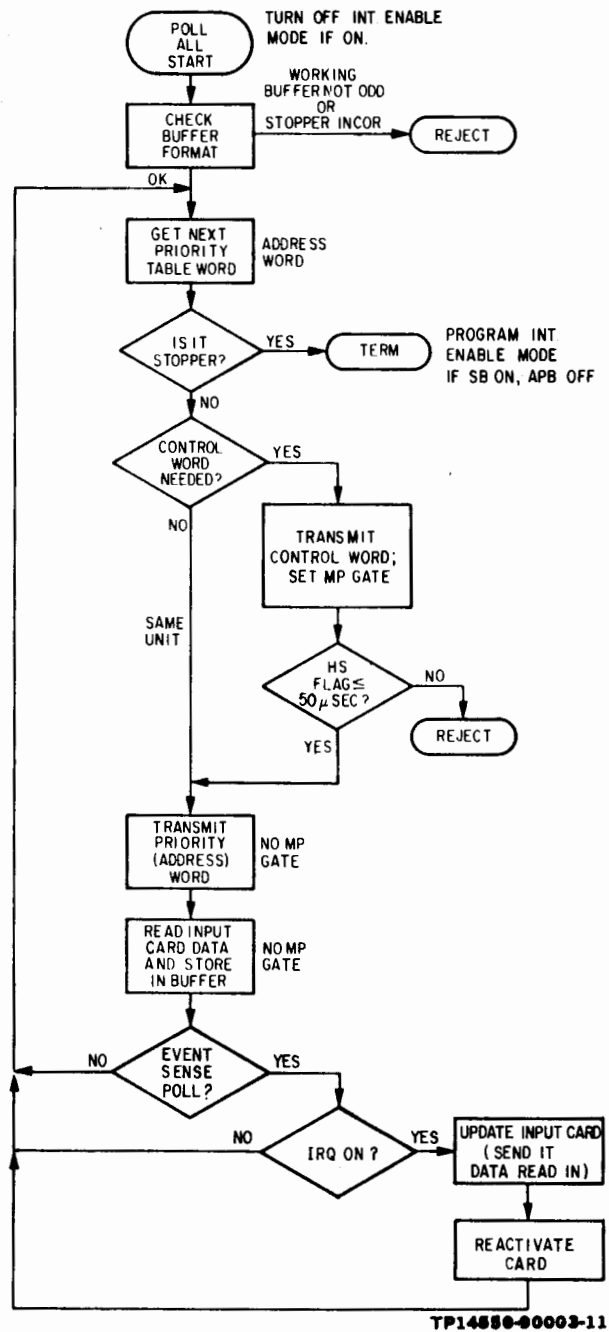 POLL
ALL
START
TURN OFF INT ENABLE
MODE IF ON.
WORKING
BUFFER NOT ODD
OR
STOPPER INCOR
CHECK
BUFFER
FORMAT
REJECT
OK
GET NEXT
PRIORITY
TABLE WORD
ADDRESS
WORD
IS IT
STOPPER?
YES
TERM
PROGRAM INT
ENABLE MODE
IF SB ON, APB OFF
NO
CONTROL
WORD
NEEDED?
YES
NO
TRANSMIT
CONTROL WORD;
SET MP GATE
SAME
UNIT
HS
FLAG≤
50 μSEC?
NO
REJECT
YES
TRANSMIT
PRIORITY
(ADDRESS)
WORD
NO MP
GATE
READ INPUT
CARD DATA
AND STORE
IN BUFFER
NO MP
GATE
NO
EVENT
SENSE
POLL?
YES
NO
IRQ ON?
YES
UPDATE INPUT CARD
(SEND IT
DATA READ IN)
REACTIVATE
CARD
TP14550-90003-11